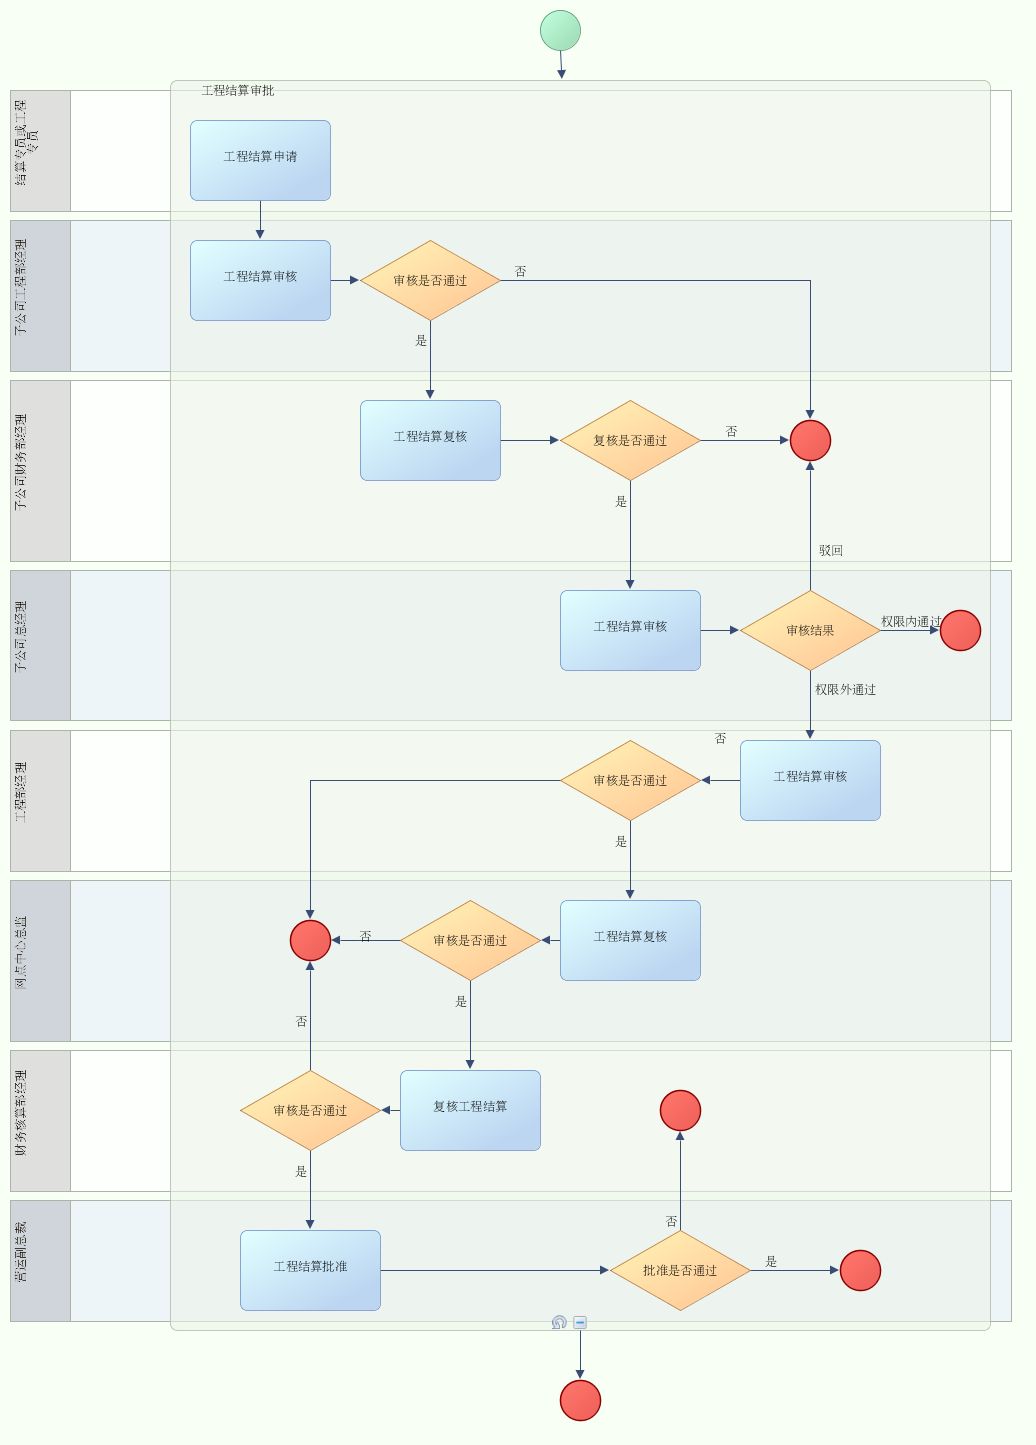 工程结算审批
结算专员或工程
专员
工程结算申请
子公司工程部经理
工程结算审核
审核是否通过
否
是
子公司财务部经理
工程结算复核
复核是否通过
否
是
驳回
子公司总经理
工程结算审核
审核结果
权限内通过
权限外通过
工程部经理
否
审核是否通过
工程结算审核
是
网点中心总监
否
审核是否通过
工程结算复核
是
否
财务核算部经理
审核是否通过
复核工程结算
是
营运副总裁
否
工程结算批准
批准是否通过
是